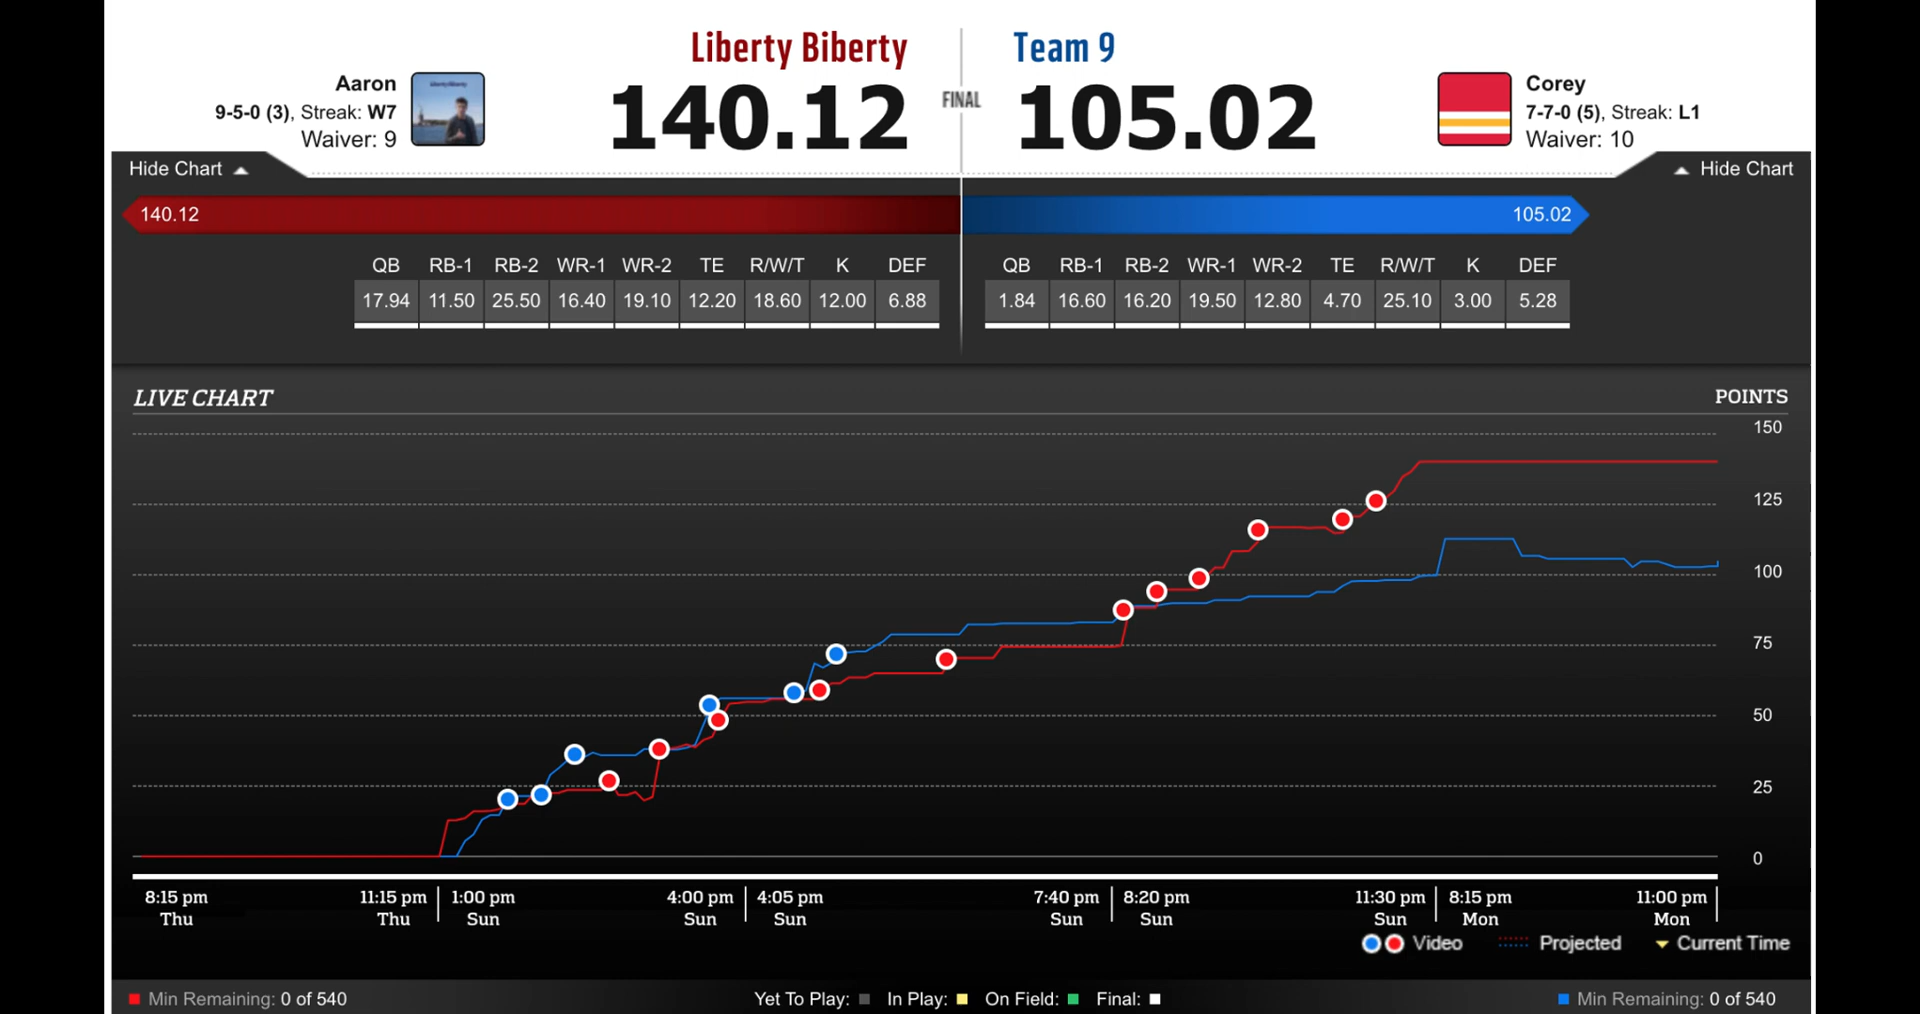 Liberty Biberty
Team 9
Aaron
9-5-0 (3), Streak: W7
Waiver: 9
140.12
FINAL
105.02
Corey
7-7-0 (5), Streak: L1
Waiver: 10
Hide Chart
Hide Chart
140.12
105.02
QB RB-1 RB-2 WR-1 WR-2 TE R/W/T K DEF
17.94 11.50 25.50 16.40 19.10 12.20 18.60 12.00 6.88
QB RB-1 RB-2 WR-1 WR-2 TE R/W/T K DEF
1.84 16.60 16.20 19.50 12.80 4.70 25.10 3.00 5.28
LIVE CHART
POINTS
150
125
100
75
50
25
0
8:15 pm 11:15 pm 1:00 pm 4:00 pm 4:05 pm 7:40 pm 8:20 pm 11:30 pm 8:15 pm 11:00 pm
Thu Thu Sun Sun Sun Sun Sun Sun Mon Mon
Video Projected Current Time
Min Remaining: 0 of 540
Yet To Play: In Play: On Field: Final:
Min Remaining: 0 of 540